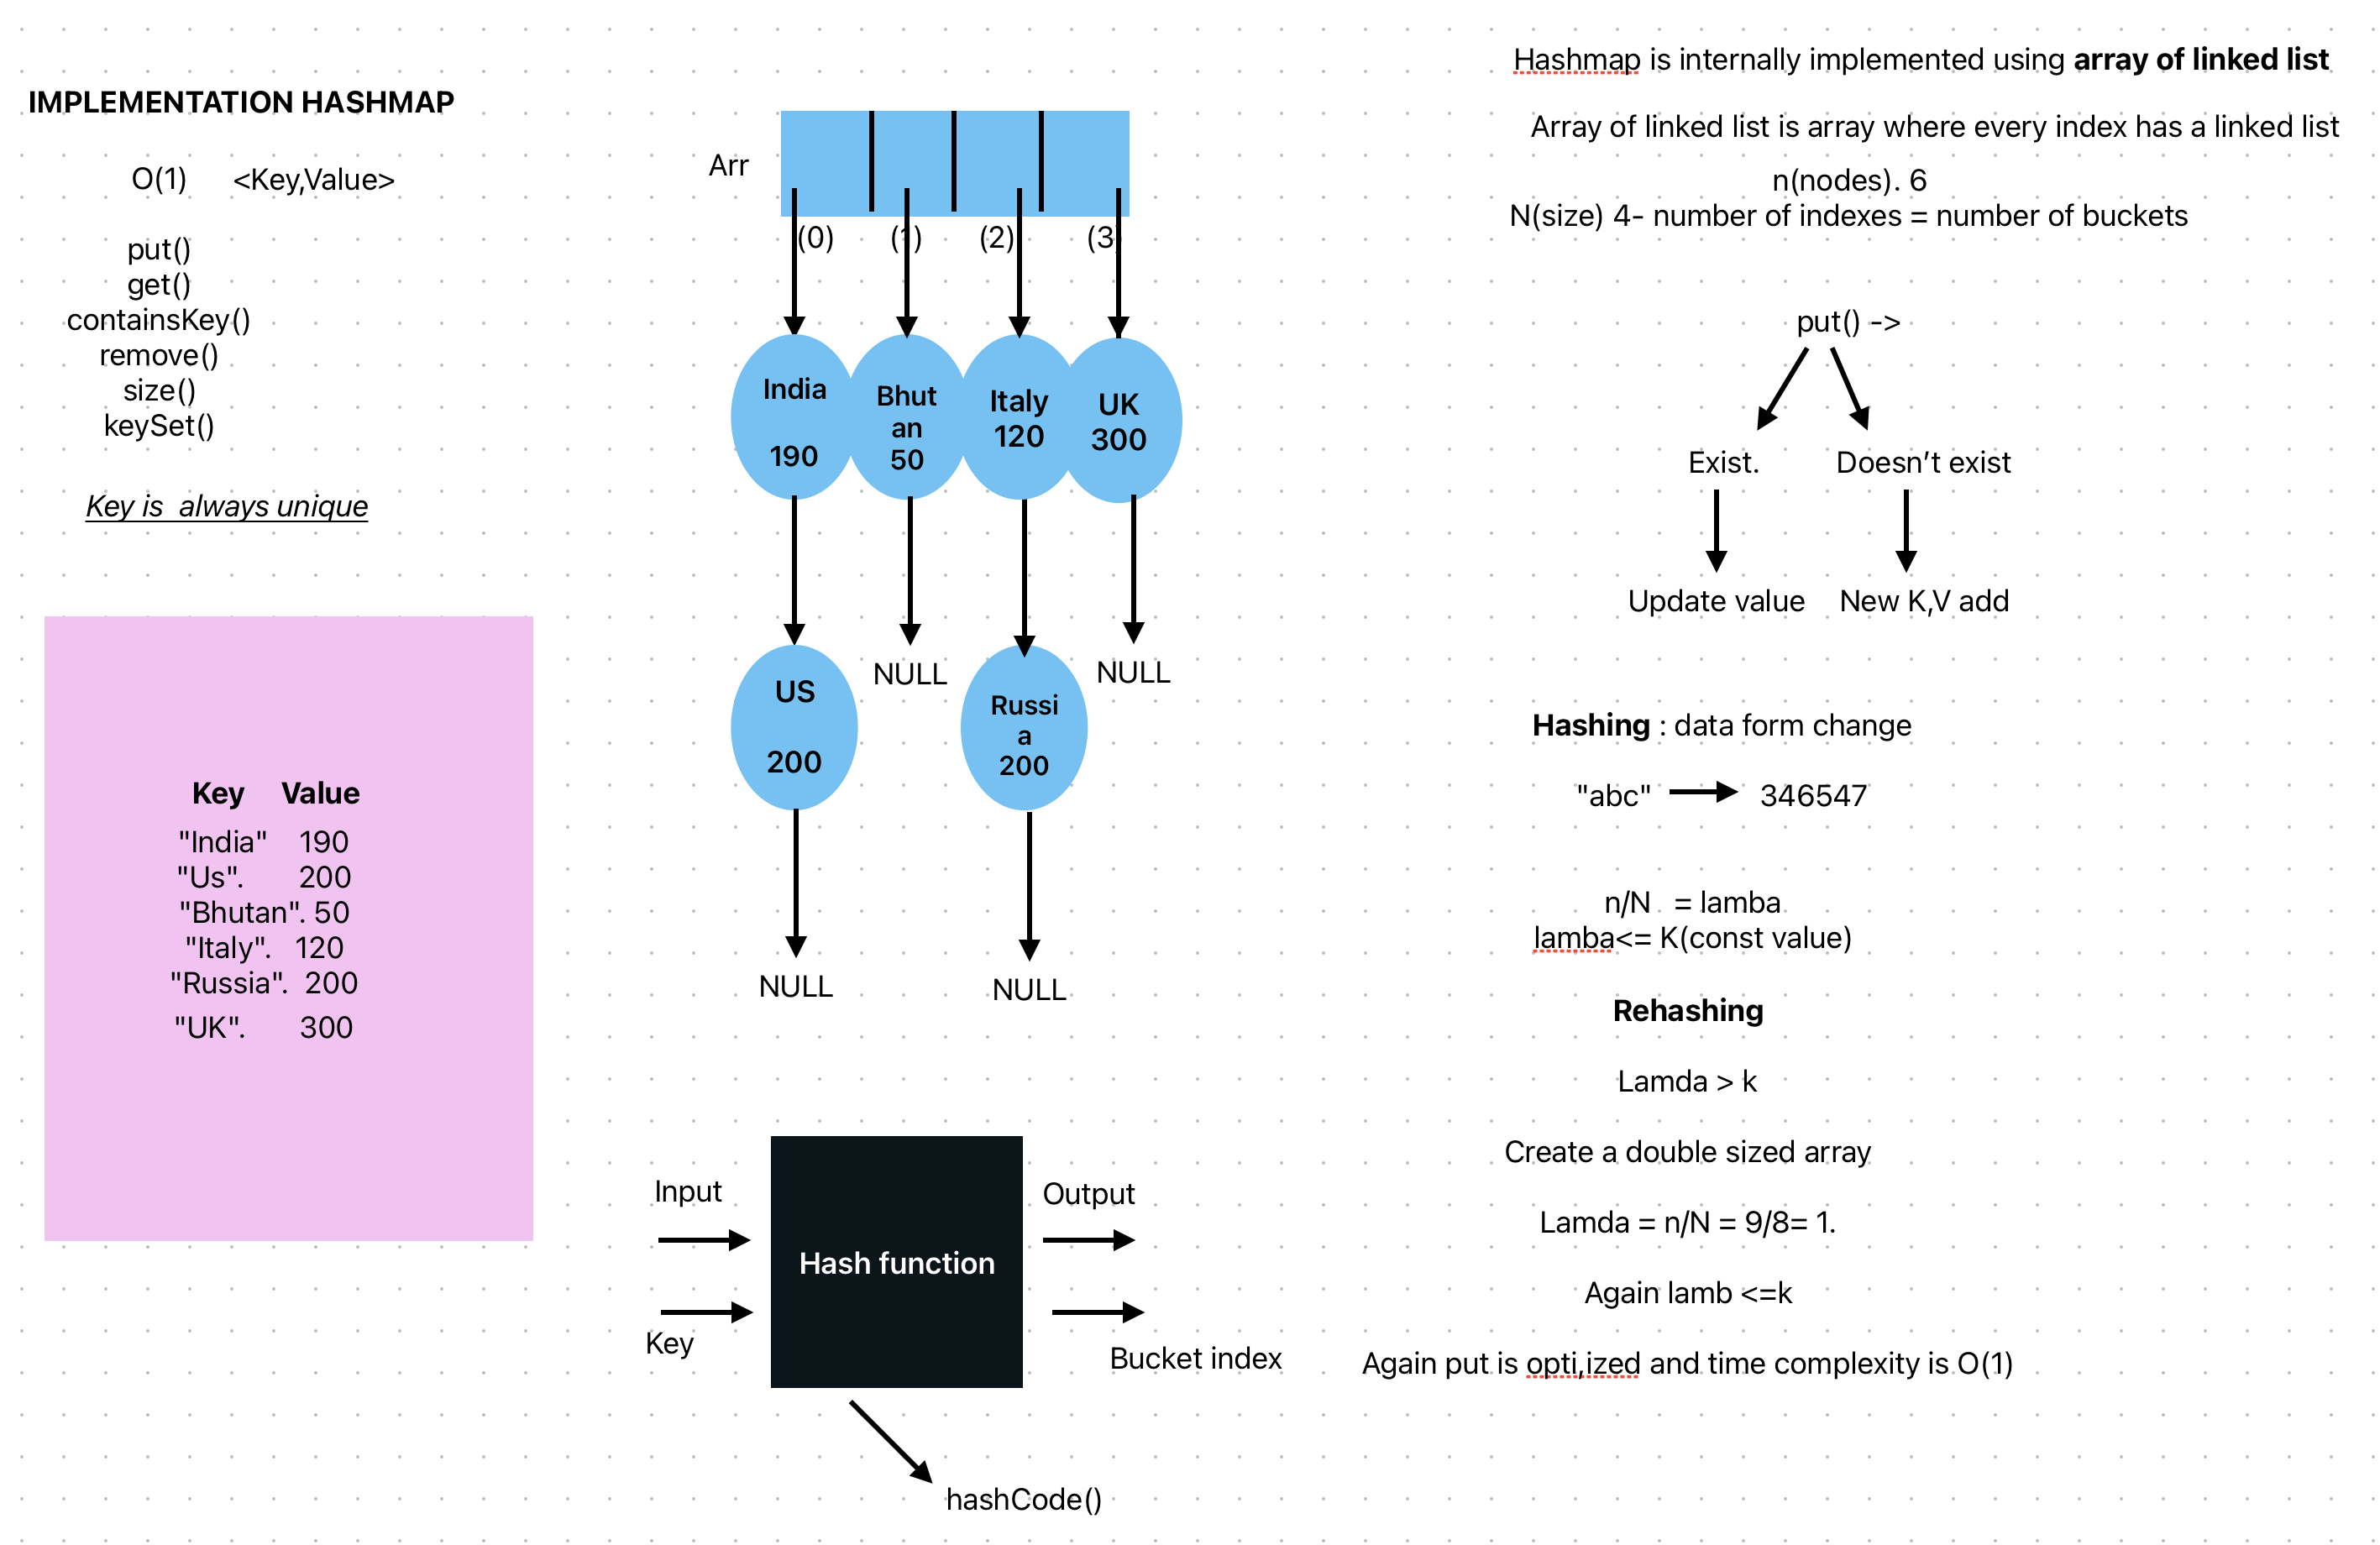 IMPLEMENTATION HASHMAP
O(1) <Key,Value>
put()
get()
containsKey()
remove()
size()
keySet()
Key is always unique
Key Value
"India" 190
"Us". 200
"Bhutan". 50
"Italy". 120
"Russia". 200
"UK". 300
Arr
(0) (1) (2) (3)
India
190
Bhut
an
50
Italy
120
UK
300
US
200
NULL
Russi
a
200
NULL
NULL
NULL
Input
Key
Hash function
Output
Bucket index
hashCode()
Hashmap is internally implemented using array of linked list
Array of linked list is array where every index has a linked list
n(nodes). 6
N(size) 4- number of indexes = number of buckets
put() ->
Exist. Doesn't exist
Update value New K,V add
Hashing : data form change
"abc" 346547
n/N = lamba
lamba<= K(const value)
Rehashing
Lamda > k
Create a double sized array
Lamda = n/N = 9/8= 1.
Again lamb <=k
Again put is opti,ized and time complexity is O(1)